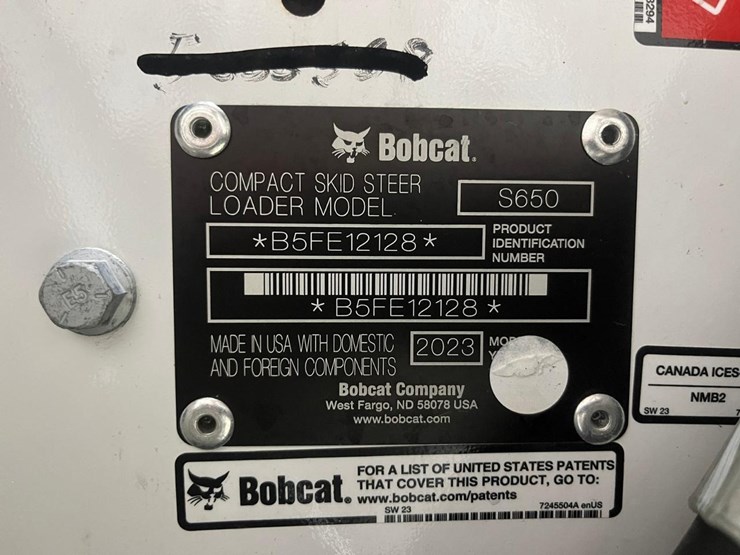 3294
Bobcat.
COMPACT SKID STEER
LOADER MODEL.
S650
*B5FE12128*
PRODUCT
IDENTIFICATION
NUMBER
* B5FE12128 *
MADE IN USA WITH DOMESTIC
AND FOREIGN COMPONENTS
2023
Bobcat Company
West Fargo, ND 58078 USA
www.bobcat.com
CANADA ICES-
NMB2
SW 23
Bobcat.
FOR A LIST OF UNITED STATES PATENTS
THAT COVER THIS PRODUCT, GO TO:
www.bobcat.com/patents
SW 23
7245504A enUS